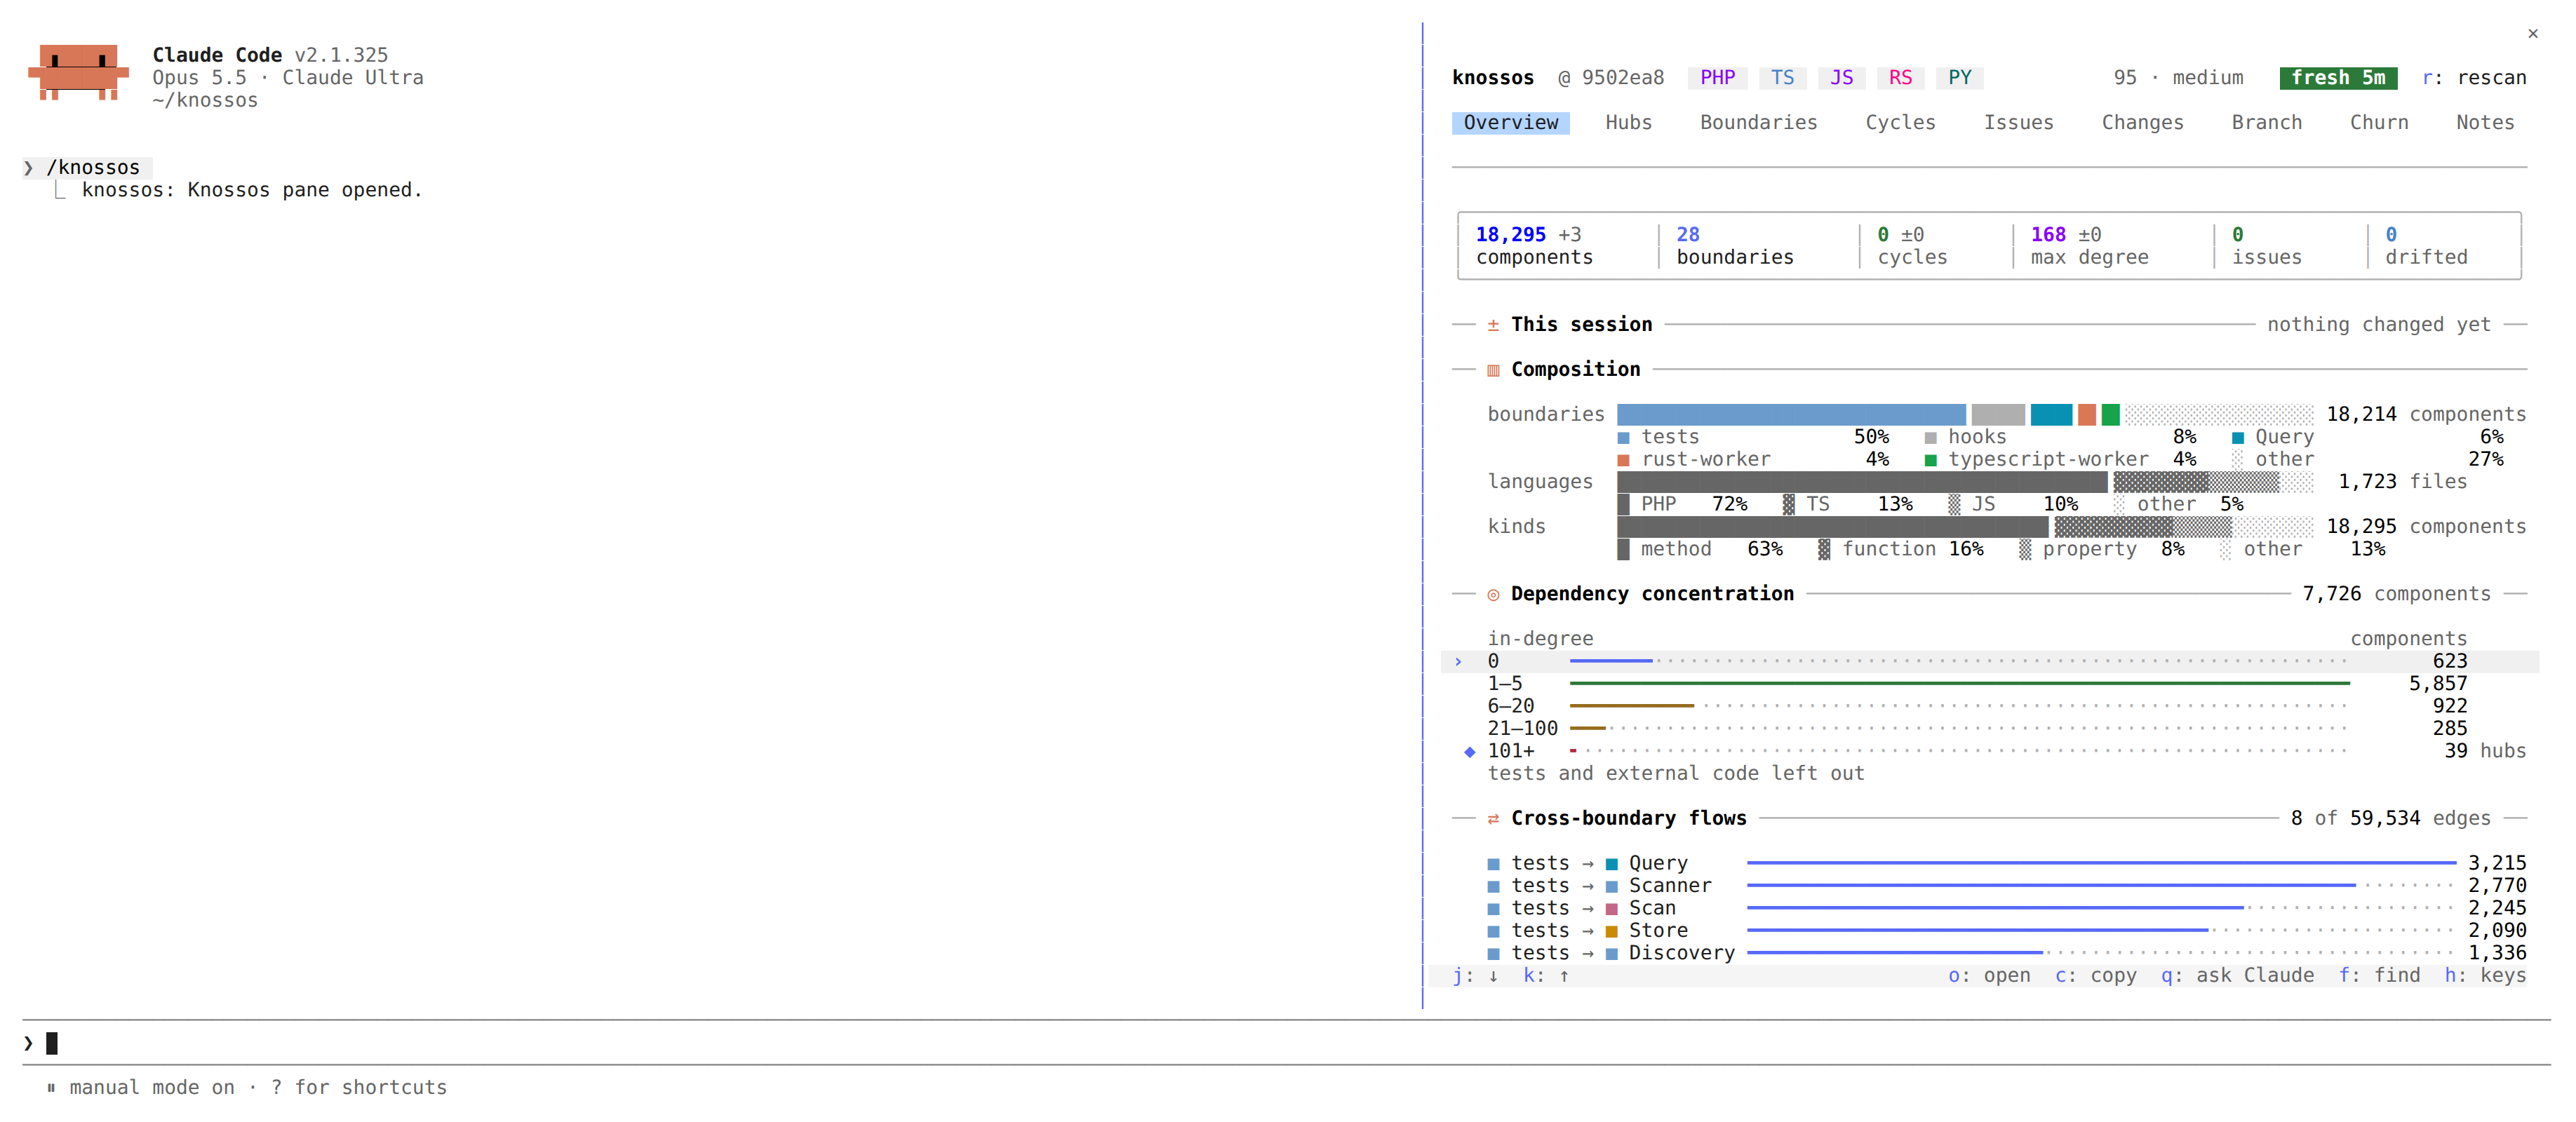 Claude Code v2.1.325
Opus 5.5 · Claude Ultra
~/knossos
❯ /knossos
⎿ knossos: Knossos pane opened.
×
knossos @ 9502ea8 PHP TS JS RS PY 95 · medium fresh 5m r: rescan
Overview Hubs Boundaries Cycles Issues Changes Branch Churn Notes
18,295 +3 28 0 ±0 168 ±0 0 0
components boundaries cycles max degree issues drifted
± This session nothing changed yet
▥ Composition
boundaries 18,214 components
tests 50% hooks 8% Query 6%
rust-worker 4% typescript-worker 4% other 27%
languages 1,723 files
PHP 72% TS 13% JS 10% other 5%
kinds 18,295 components
method 63% function 16% property 8% other 13%
◎ Dependency concentration 7,726 components
in-degree components
› 0 623
1–5 5,857
6–20 922
21–100 285
◆ 101+ 39 hubs
tests and external code left out
⇄ Cross-boundary flows 8 of 59,534 edges
tests → Query 3,215
tests → Scanner 2,770
tests → Scan 2,245
tests → Store 2,090
tests → Discovery 1,336
j: ↓ k: ↑ o: open c: copy q: ask Claude f: find h: keys
❯
⏸ manual mode on · ? for shortcuts